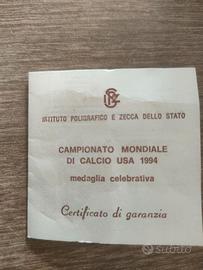 ISTITUTO POLIGRAFICO E ZECCA DELLO STATO
CAMPIONATO MONDIALE
DI CALCIO USA 1994
medaglia celebrativa
Certificato di garanzia
subito